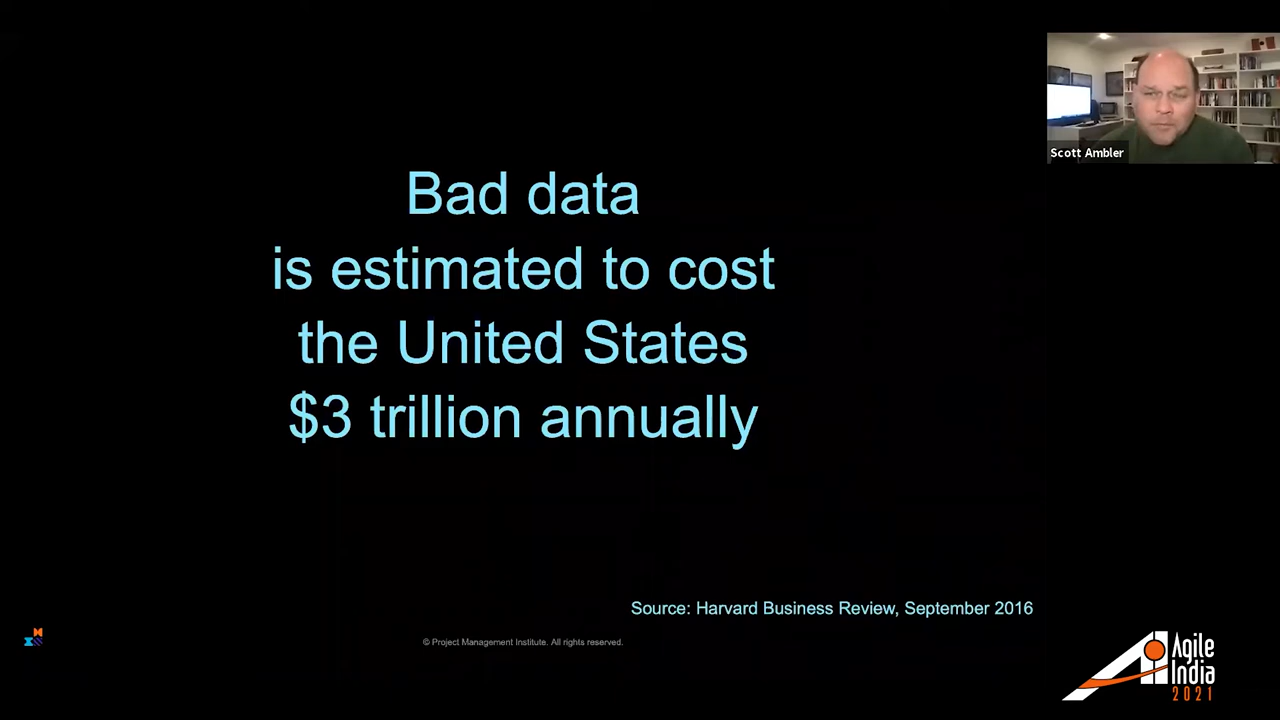 Scott Ambler
Bad data
is estimated to cost
the United States
$3 trillion annually
Source: Harvard Business Review, September 2016
© Project Management Institute. All rights reserved.
Agile
India
2021